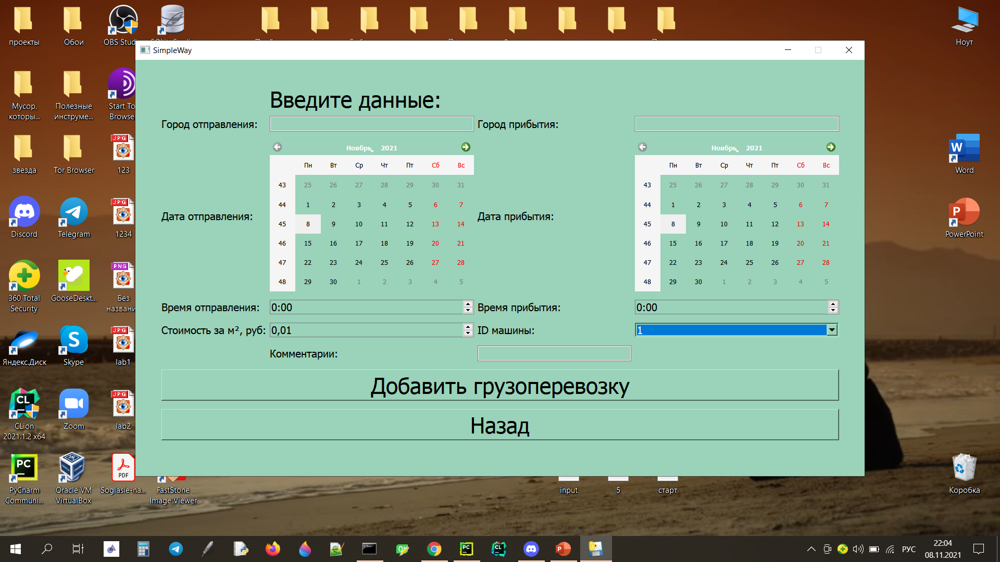 проекты
Обои
OBS Studi
Ноут
SimpleWay
Мусор,
которы...
Полезные
инструме...
Start To
Browser
Введите данные:
Город отправления:
Город прибытия:
звезда
Tor Browser
123
Word
Ноябрь 2021
Пн Вт Ср Чт Пт Сб Вс
43 25 26 27 28 29 30 31
44 1 2 3 4 5 6 7
45 8 9 10 11 12 13 14
46 15 16 17 18 19 20 21
47 22 23 24 25 26 27 28
48 29 30 1 2 3 4 5
Ноябрь 2021
Пн Вт Ср Чт Пт Сб Вс
43 25 26 27 28 29 30 31
44 1 2 3 4 5 6 7
45 8 9 10 11 12 13 14
46 15 16 17 18 19 20 21
47 22 23 24 25 26 27 28
48 29 30 1 2 3 4 5
Дата отправления:
Дата прибытия:
Discord
Telegram
1234
PowerPoint
360 Total
Security
GooseDeskt...
Без
названи
Время отправления: 0:00
Время прибытия: 0:00
Стоимость за м², руб: 0,01
ID машины: 1
Комментарии:
Яндекс.Диск
Skype
lab1
Добавить грузоперевозку
Назад
CLion
2021.1.2 x64
Zoom
lab2
PyCharm
Communi...
Oracle VM
VirtualBox
Soglasie-na...
FastStone
Image Viewer
input
5
старт
Коробка
РУС
22:04
08.11.2021